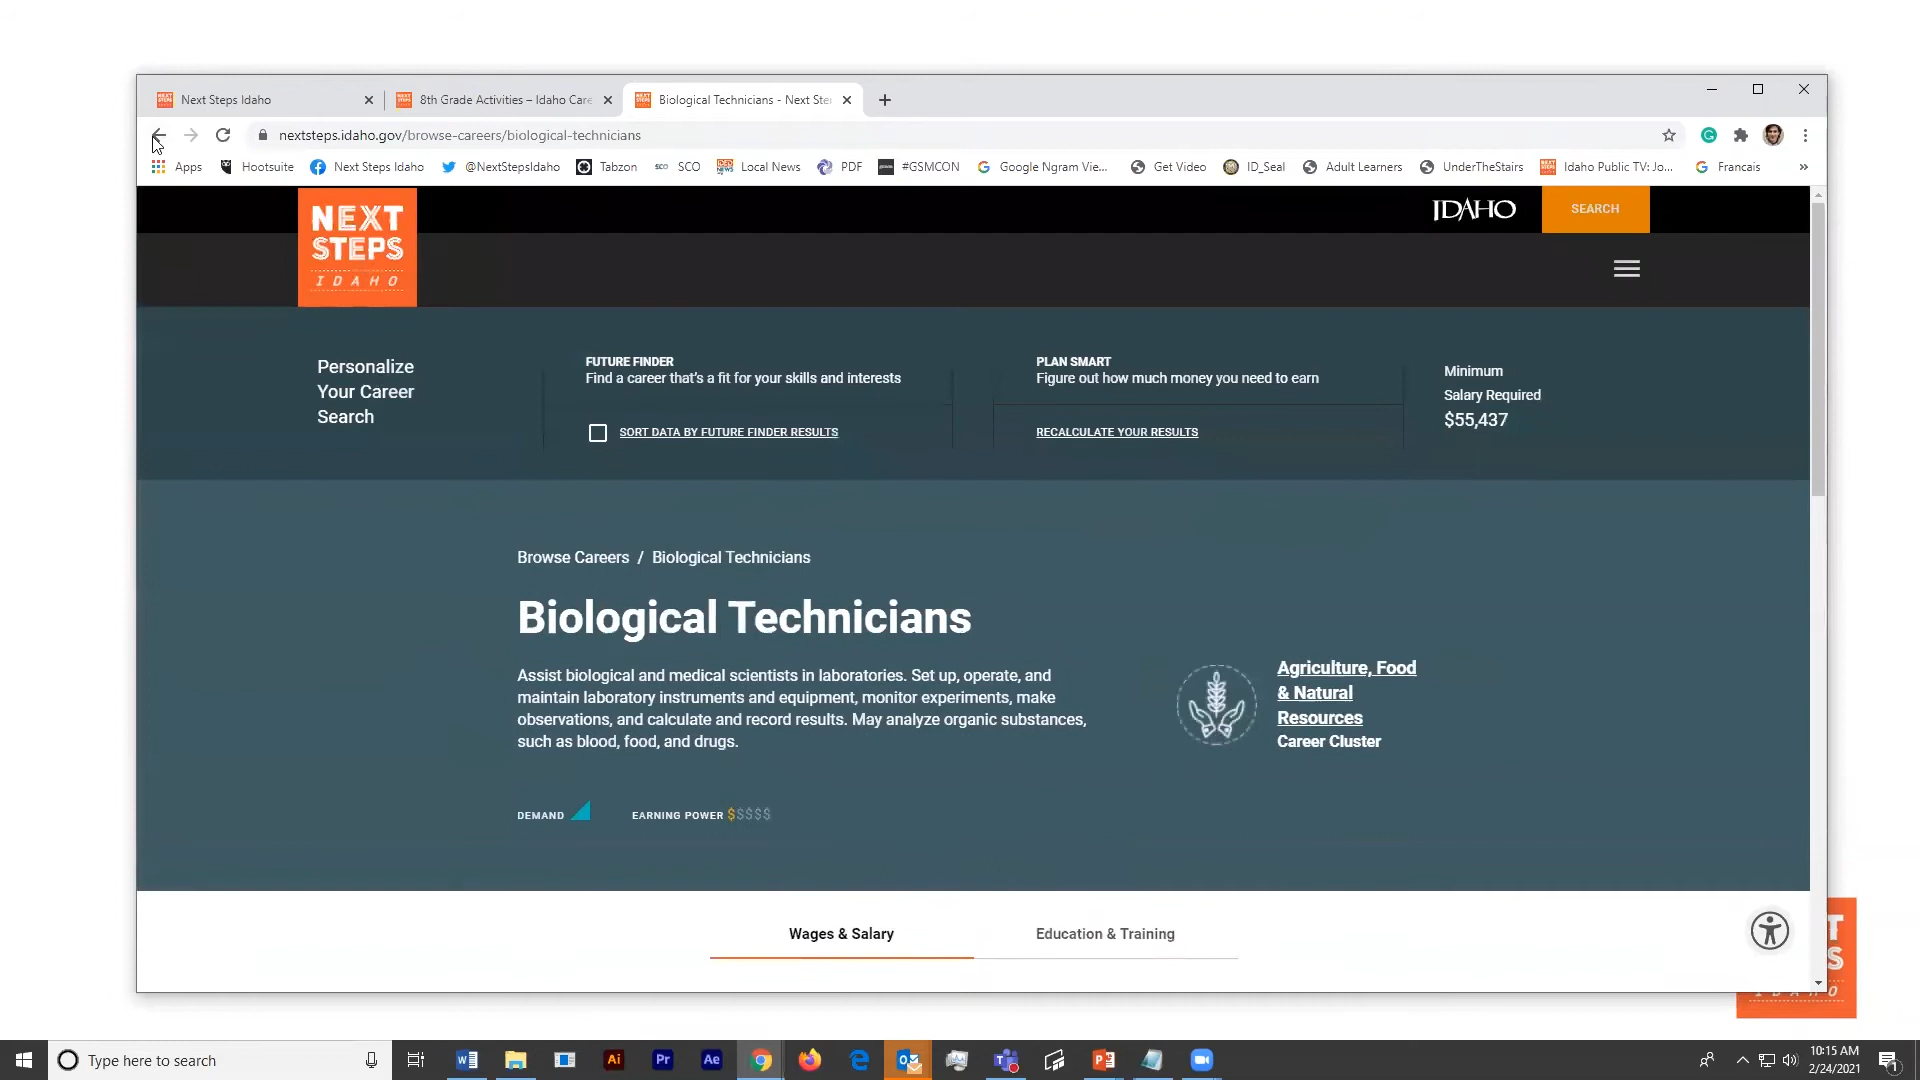 Next Steps Idaho
8th Grade Activities – Idaho Care
Biological Technicians - Next Ste
nextsteps.idaho.gov/browse-careers/biological-technicians
Apps
Hootsuite
Next Steps Idaho
@NextStepsIdaho
Tabzon
SCO
SCO
Local News
PDF
#GSMCON
Google Ngram Vie...
Get Video
ID_Seal
Adult Learners
UnderTheStairs
Idaho Public TV: Jo...
Francais
»
NEXT
STEPS
IDAHO
IDAHO
SEARCH
Personalize
Your Career
Search
FUTURE FINDER
Find a career that's a fit for your skills and interests
SORT DATA BY FUTURE FINDER RESULTS
PLAN SMART
Figure out how much money you need to earn
RECALCULATE YOUR RESULTS
Minimum
Salary Required
$55,437
Browse Careers / Biological Technicians
Biological Technicians
Assist biological and medical scientists in laboratories. Set up, operate, and
maintain laboratory instruments and equipment, monitor experiments, make
observations, and calculate and record results. May analyze organic substances,
such as blood, food, and drugs.
Agriculture, Food
& Natural
Resources
Career Cluster
DEMAND
EARNING POWER $$$$$
Wages & Salary
Education & Training
T
S
IDAHO
Type here to search
Ai
Pr
Ae
10:15 AM
2/24/2021
1